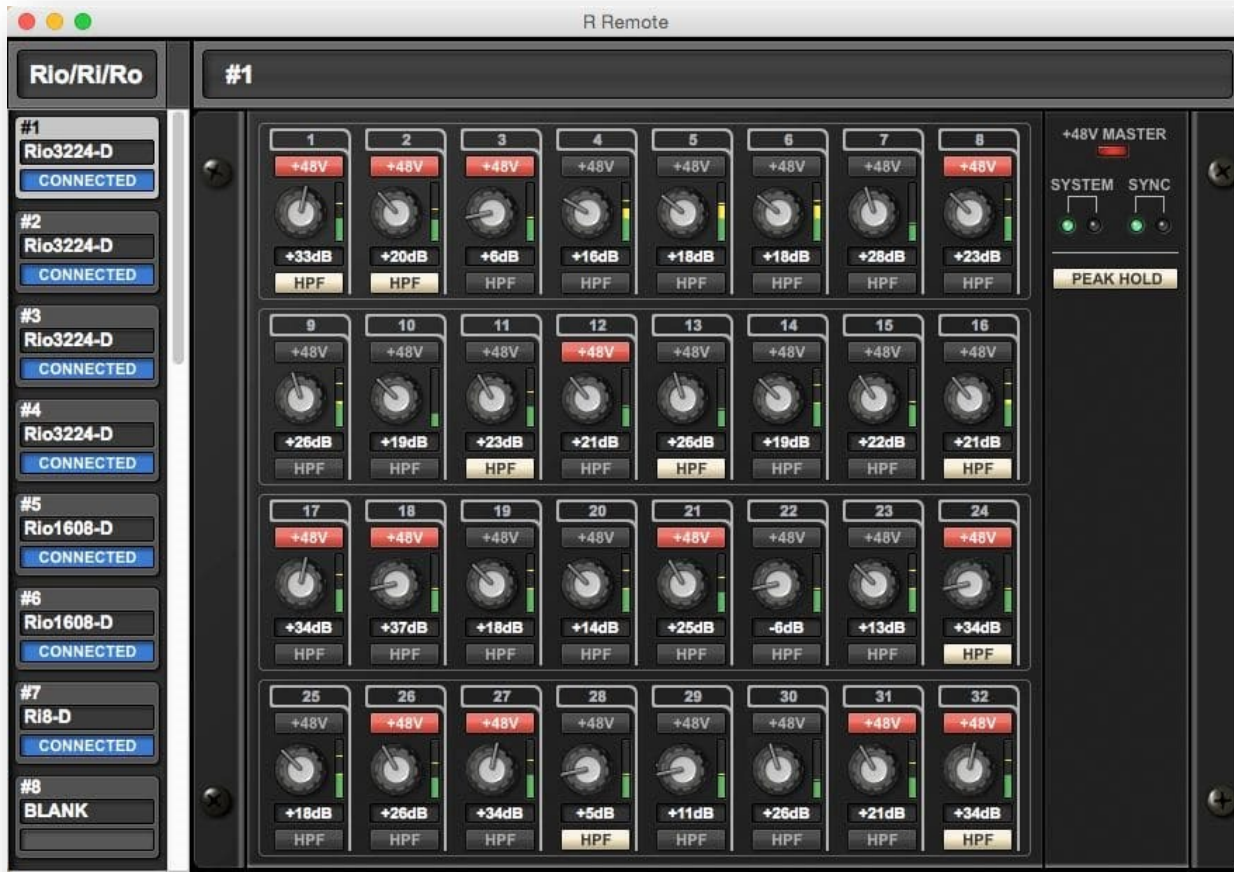 R Remote
Rio/Ri/Ro
#1
#1
Rio3224-D
CONNECTED
#2
Rio3224-D
CONNECTED
#3
Rio3224-D
CONNECTED
#4
Rio3224-D
CONNECTED
#5
Rio1608-D
CONNECTED
#6
Rio1608-D
CONNECTED
#7
Ri8-D
CONNECTED
#8
BLANK
1 2 3 4 5 6 7 8
+48V +48V +48V +48V +48V +48V +48V +48V
+33dB +20dB +6dB +16dB +18dB +18dB +28dB +23dB
HPF HPF HPF HPF HPF HPF HPF HPF
9 10 11 12 13 14 15 16
+48V +48V +48V +48V +48V +48V +48V +48V
+26dB +19dB +23dB +21dB +26dB +19dB +22dB +21dB
HPF HPF HPF HPF HPF HPF HPF HPF
17 18 19 20 21 22 23 24
+48V +48V +48V +48V +48V +48V +48V +48V
+34dB +37dB +18dB +14dB +25dB -6dB +13dB +34dB
HPF HPF HPF HPF HPF HPF HPF HPF
25 26 27 28 29 30 31 32
+48V +48V +48V +48V +48V +48V +48V +48V
+18dB +26dB +34dB +5dB +11dB +26dB +21dB +34dB
HPF HPF HPF HPF HPF HPF HPF HPF
+48V MASTER
SYSTEM SYNC
PEAK HOLD